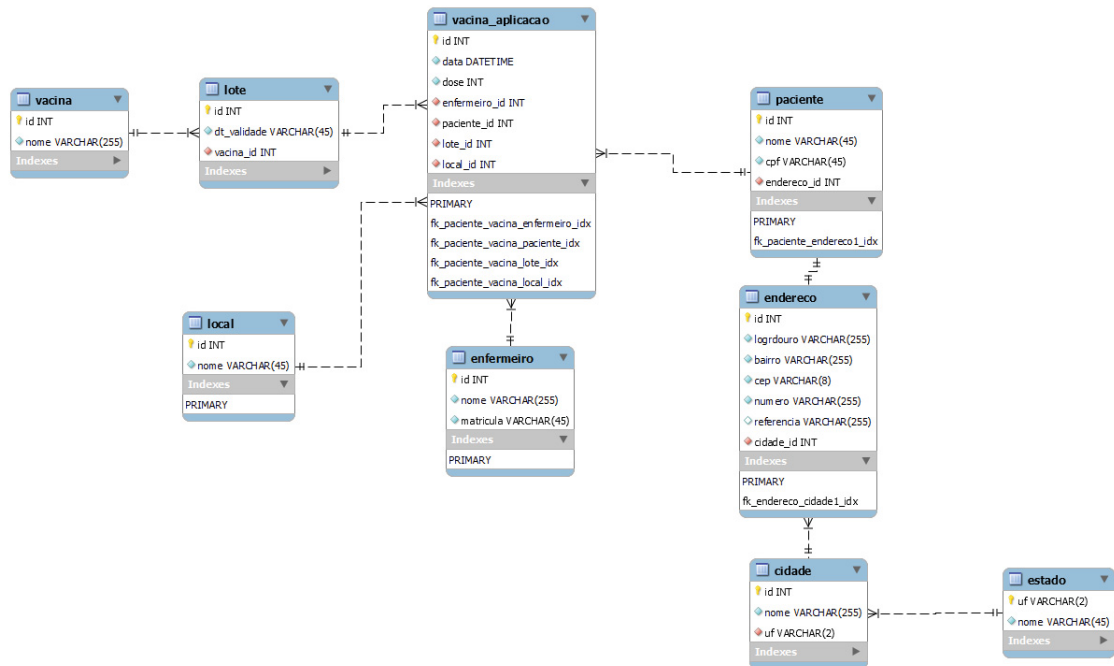 vacina
id INT
nome VARCHAR(255)
Indexes
lote
id INT
dt_validade VARCHAR(45)
vacina_id INT
Indexes
vacina_aplicacao
id INT
data DATETIME
dose INT
enfermeiro_id INT
paciente_id INT
lote_id INT
local_id INT
Indexes
PRIMARY
fk_paciente_vacina_enfermeiro_idx
fk_paciente_vacina_paciente_idx
fk_paciente_vacina_lote_idx
fk_paciente_vacina_local_idx
paciente
id INT
nome VARCHAR(45)
cpf VARCHAR(45)
endereco_id INT
Indexes
PRIMARY
fk_paciente_endereco1_idx
local
id INT
nome VARCHAR(45)
Indexes
PRIMARY
enfermeiro
id INT
nome VARCHAR(255)
matricula VARCHAR(45)
Indexes
PRIMARY
endereco
id INT
logrdouro VARCHAR(255)
bairro VARCHAR(255)
cep VARCHAR(8)
numero VARCHAR(255)
referencia VARCHAR(255)
cidade_id INT
Indexes
PRIMARY
fk_endereco_cidade1_idx
cidade
id INT
nome VARCHAR(255)
uf VARCHAR(2)
Indexes
estado
uf VARCHAR(2)
nome VARCHAR(45)
Indexes